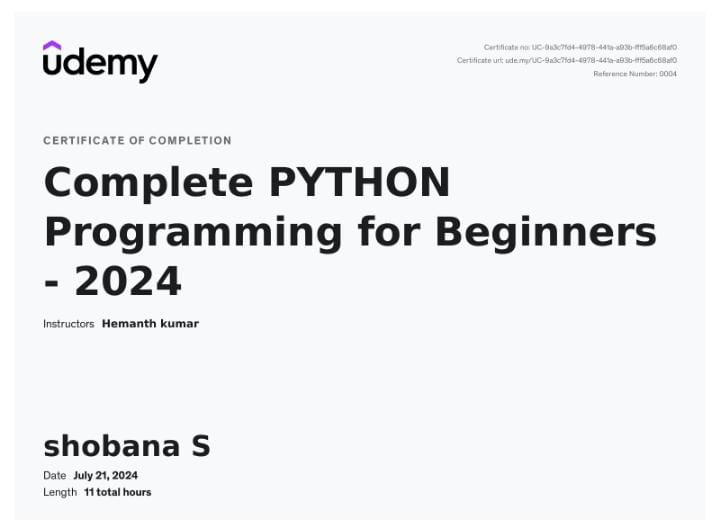 udemy
Certificate no: UC-9a3c7fd4-4978-441a-a93b-fff5a6c68af0
Certificate url: ude.my/UC-9a3c7fd4-4978-441a-a93b-fff5a6c68af0
Reference Number: 0004
CERTIFICATE OF COMPLETION
Complete PYTHON
Programming for Beginners
- 2024
Instructors Hemanth kumar
shobana S
Date July 21, 2024
Length 11 total hours